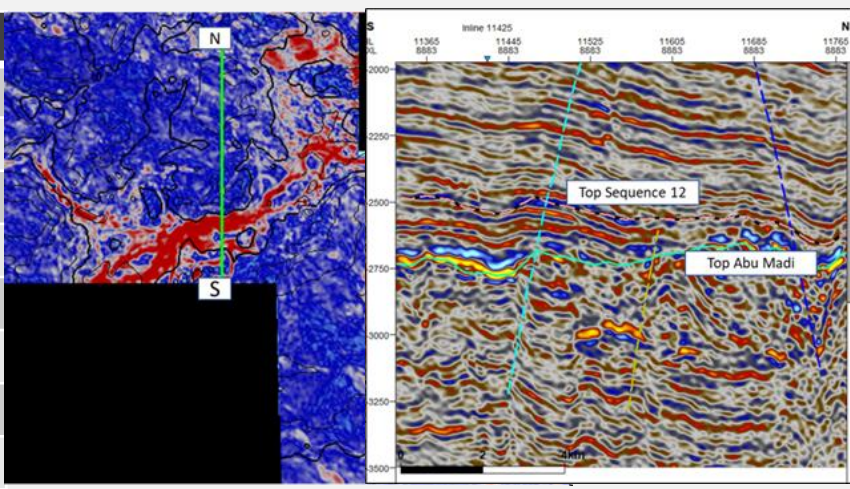 N
S
S
Inline 11425
N
IL 11365 11445 11525 11605 11685 11765
XL 8883 8883 8883 8883 8883 8883
-2000
-2250
Top Sequence 12
-2500
Top Abu Madi
-2750
-3000
-3250
0 2 4km
-3500